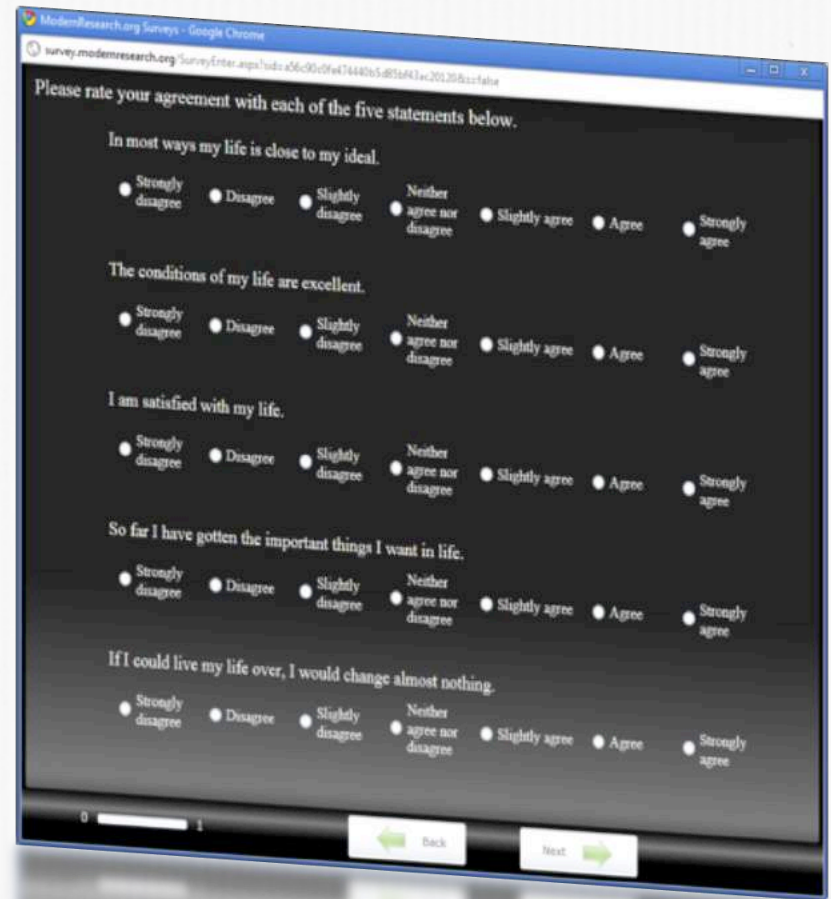 ModernResearch.org Surveys - Google Chrome
survey.modernresearch.org/SurveyEnter.aspx?
Please rate your agreement with each of the five statements below.
In most ways my life is close to my ideal.
Strongly disagree Disagree Slightly disagree Neither agree nor disagree Slightly agree Agree Strongly agree
The conditions of my life are excellent.
Strongly disagree Disagree Slightly disagree Neither agree nor disagree Slightly agree Agree Strongly agree
I am satisfied with my life.
Strongly disagree Disagree Slightly disagree Neither agree nor disagree Slightly agree Agree Strongly agree
So far I have gotten the important things I want in life.
Strongly disagree Disagree Slightly disagree Neither agree nor disagree Slightly agree Agree Strongly agree
If I could live my life over, I would change almost nothing.
Strongly disagree Disagree Slightly disagree Neither agree nor disagree Slightly agree Agree Strongly agree
0 1 Back Next